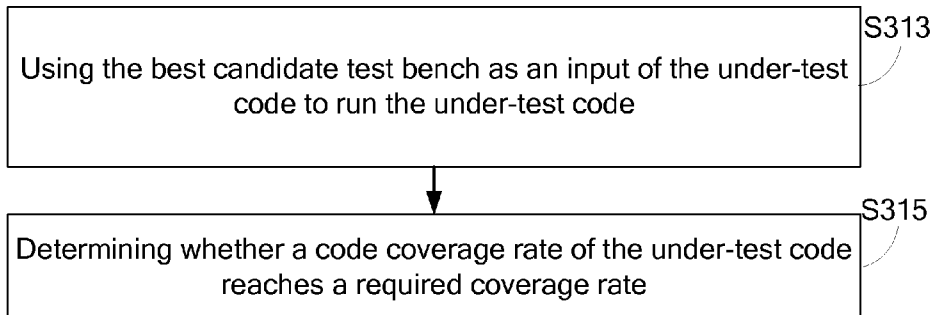 S313
Using the best candidate test bench as an input of the under-test
code to run the under-test code
S315
Determining whether a code coverage rate of the under-test code
reaches a required coverage rate